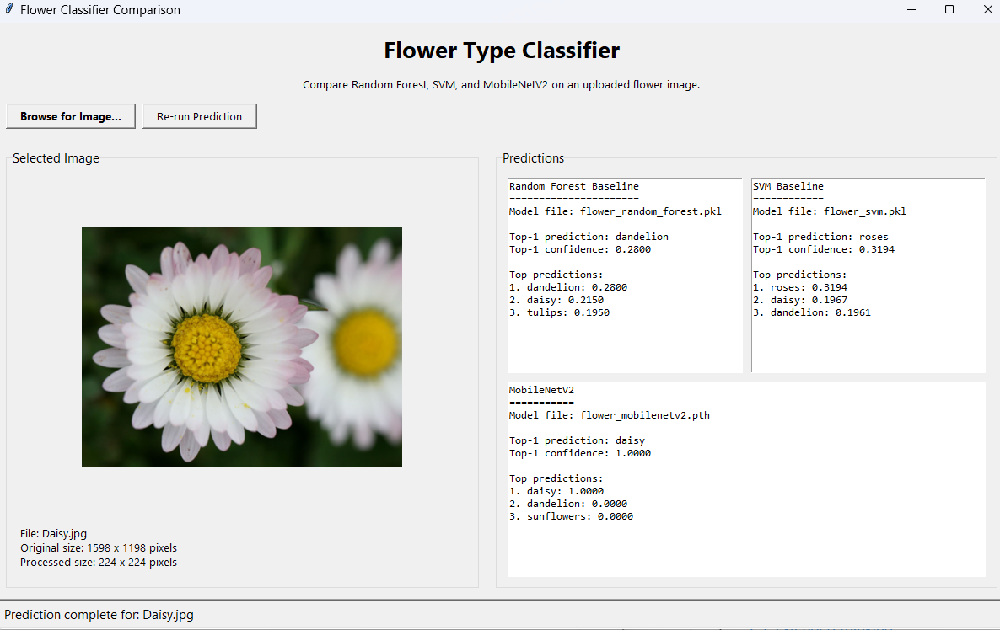 Flower Classifier Comparison
Flower Type Classifier
Compare Random Forest, SVM, and MobileNetV2 on an uploaded flower image.
Browse for Image...
Re-run Prediction
Selected Image
File: Daisy.jpg
Original size: 1598 x 1198 pixels
Processed size: 224 x 224 pixels
Predictions
Random Forest Baseline
======================
Model file: flower_random_forest.pkl
Top-1 prediction: dandelion
Top-1 confidence: 0.2800
Top predictions:
1. dandelion: 0.2800
2. daisy: 0.2150
3. tulips: 0.1950
SVM Baseline
============
Model file: flower_svm.pkl
Top-1 prediction: roses
Top-1 confidence: 0.3194
Top predictions:
1. roses: 0.3194
2. daisy: 0.1967
3. dandelion: 0.1961
MobileNetV2
===========
Model file: flower_mobilenetv2.pth
Top-1 prediction: daisy
Top-1 confidence: 1.0000
Top predictions:
1. daisy: 1.0000
2. dandelion: 0.0000
3. sunflowers: 0.0000
Prediction complete for: Daisy.jpg